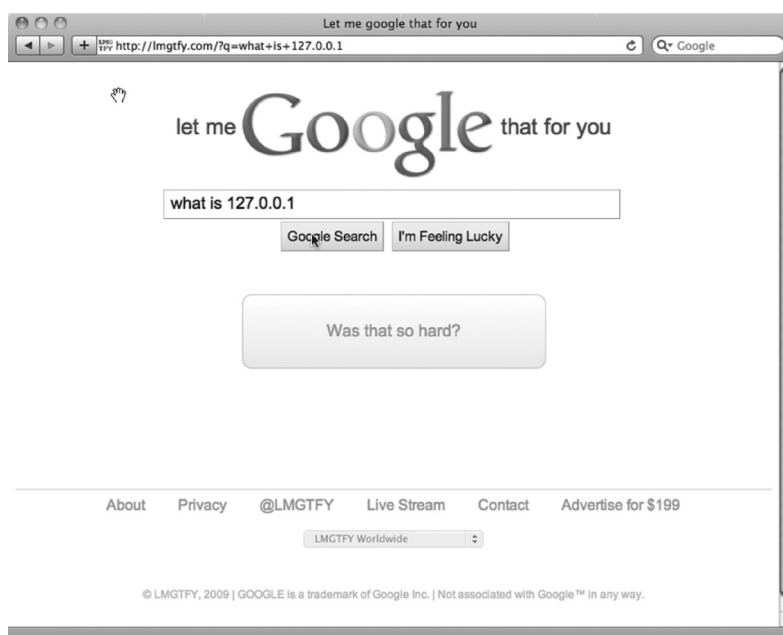 Let me google that for you
LMG TFY http://lmgtfy.com/?q=what+is+127.0.0.1 Google
let me Google that for you
what is 127.0.0.1
Google Search I'm Feeling Lucky
Was that so hard?
About Privacy @LMGTFY Live Stream Contact Advertise for $199
LMGTFY Worldwide
© LMGTFY, 2009 | GOOGLE is a trademark of Google Inc. | Not associated with Google™ in any way.